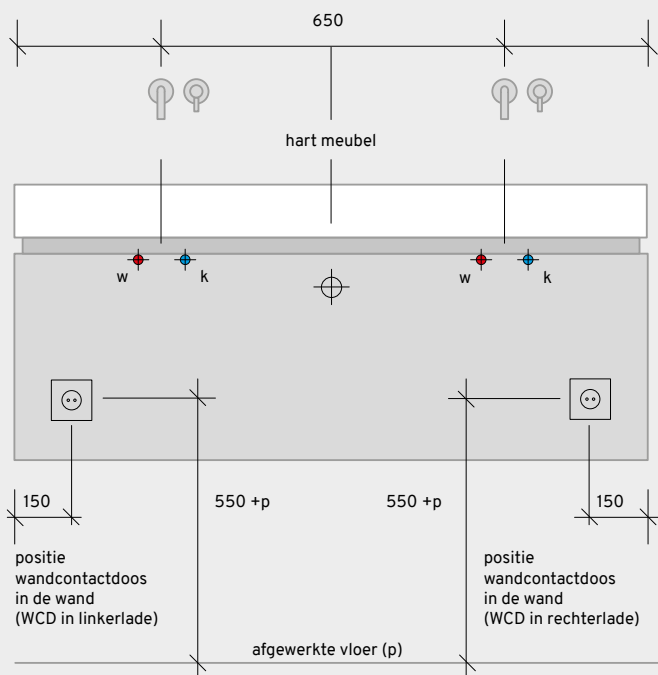 650
hart meubel
w
k
w
k
150
550 +p
550 +p
150
positie
wandcontactdoos
in de wand
(WCD in linkerlade)
positie
wandcontactdoos
in de wand
(WCD in rechterlade)
afgewerkte vloer (p)